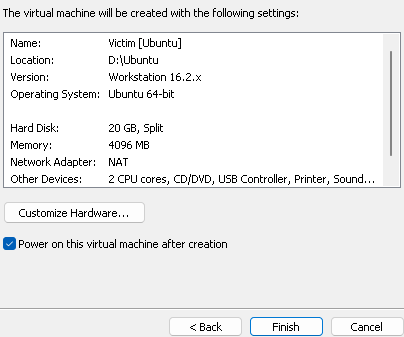 The virtual machine will be created with the following settings:
Name: Victim [Ubuntu]
Location: D:\Ubuntu
Version: Workstation 16.2.x
Operating System: Ubuntu 64-bit
Hard Disk: 20 GB, Split
Memory: 4096 MB
Network Adapter: NAT
Other Devices: 2 CPU cores, CD/DVD, USB Controller, Printer, Sound...
Customize Hardware...
Power on this virtual machine after creation
< Back Finish Cancel